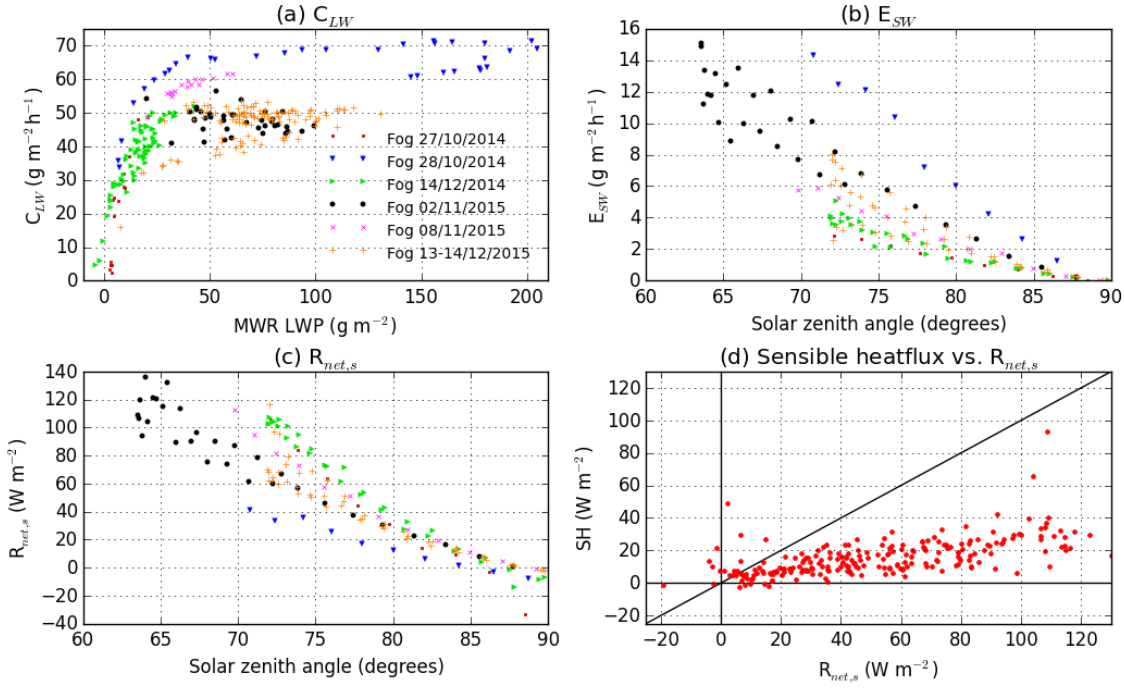 (a) C_LW
C_LW (g m⁻² h⁻¹)
70
60
50
40
30
20
10
0
0 50 100 150 200
MWR LWP (g m⁻²)
Fog 27/10/2014
Fog 28/10/2014
Fog 14/12/2014
Fog 02/11/2015
Fog 08/11/2015
Fog 13-14/12/2015
(b) E_SW
E_SW (g m⁻² h⁻¹)
16
14
12
10
8
6
4
2
0
60 65 70 75 80 85 90
Solar zenith angle (degrees)
(c) R_net,s
R_net,s (W m⁻²)
140
120
100
80
60
40
20
0
−20
−40
60 65 70 75 80 85 90
Solar zenith angle (degrees)
(d) Sensible heatflux vs. R_net,s
SH (W m⁻²)
120
100
80
60
40
20
0
−20
−20 0 20 40 60 80 100 120
R_net,s (W m⁻²)